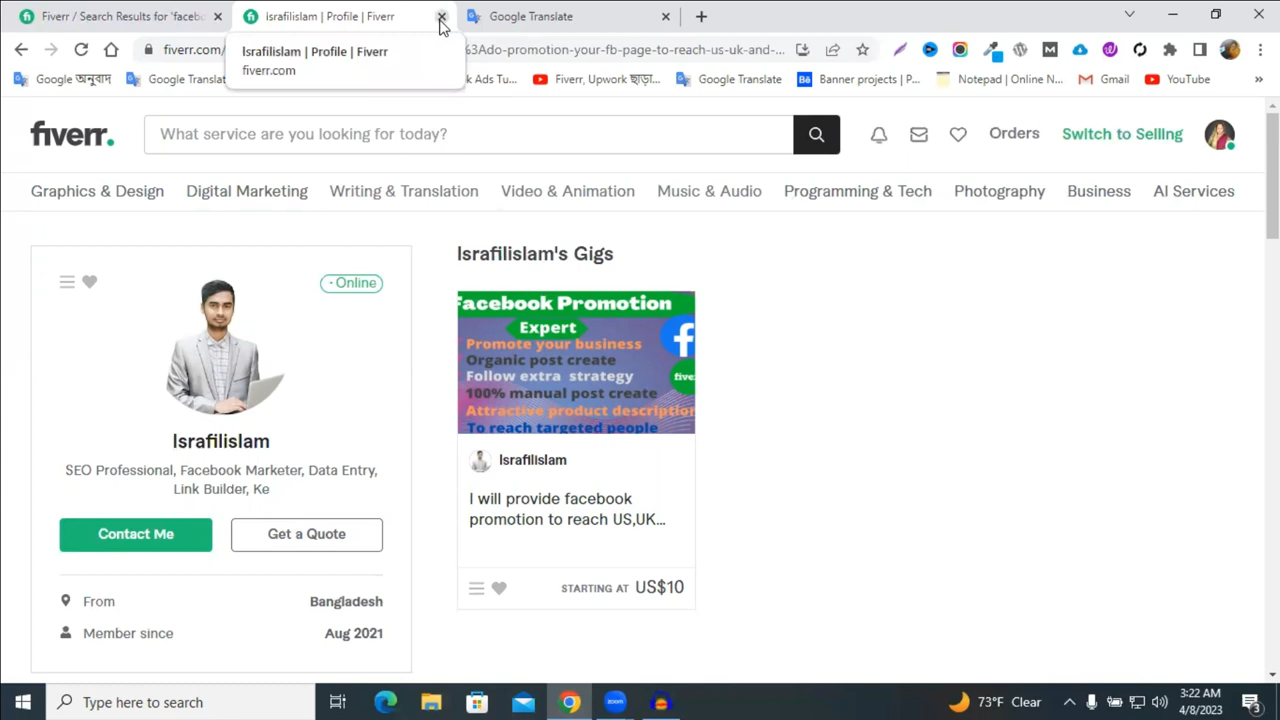 Fiverr / Search Results for 'facebo
Israfilislam | Profile | Fiverr
Google Translate
Israfilislam | Profile | Fiverr
fiverr.com
fiverr.com/
%3Ado-promotion-your-fb-page-to-reach-us-uk-and-...
Google অনুবাদ
Google Translat
k Ads Tu...
Fiverr, Upwork ছাড়া...
Google Translate
Banner projects | P...
Notepad | Online N...
Gmail
YouTube
fiverr.
What service are you looking for today?
Orders
Switch to Selling
Graphics & Design
Digital Marketing
Writing & Translation
Video & Animation
Music & Audio
Programming & Tech
Photography
Business
AI Services
Online
Israfilislam
SEO Professional, Facebook Marketer, Data Entry,
Link Builder, Ke
Contact Me
Get a Quote
From
Bangladesh
Member since
Aug 2021
Israfilislam's Gigs
Facebook Promotion
Expert
Promote your business
Organic post create
Follow extra strategy
100% manual post create
Attractive product description
To reach targeted people
five
Israfilislam
I will provide facebook
promotion to reach US,UK...
STARTING AT US$10
Type here to search
zoom
73°F Clear
3:22 AM
4/8/2023
3